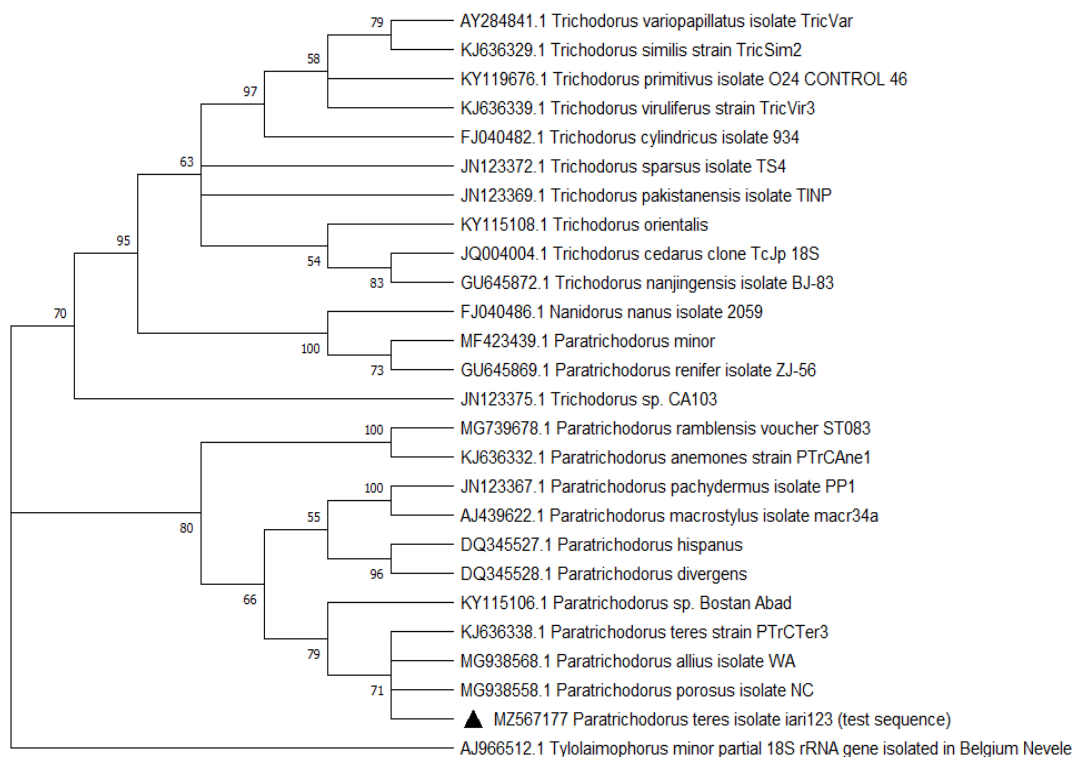 79
AY284841.1 Trichodorus variopapillatus isolate TricVar
KJ636329.1 Trichodorus similis strain TricSim2
58
KY119676.1 Trichodorus primitivus isolate O24 CONTROL 46
97
KJ636339.1 Trichodorus viruliferus strain TricVir3
FJ040482.1 Trichodorus cylindricus isolate 934
63
JN123372.1 Trichodorus sparsus isolate TS4
JN123369.1 Trichodorus pakistanensis isolate TINP
KY115108.1 Trichodorus orientalis
95
JQ004004.1 Trichodorus cedarus clone TcJp 18S
54
83
GU645872.1 Trichodorus nanjingensis isolate BJ-83
70
FJ040486.1 Nanidorus nanus isolate 2059
MF423439.1 Paratrichodorus minor
100
73
GU645869.1 Paratrichodorus renifer isolate ZJ-56
JN123375.1 Trichodorus sp. CA103
100
MG739678.1 Paratrichodorus ramblensis voucher ST083
KJ636332.1 Paratrichodorus anemones strain PTrCAne1
100
JN123367.1 Paratrichodorus pachydermus isolate PP1
80
55
AJ439622.1 Paratrichodorus macrostylus isolate macr34a
DQ345527.1 Paratrichodorus hispanus
96
DQ345528.1 Paratrichodorus divergens
66
KY115106.1 Paratrichodorus sp. Bostan Abad
KJ636338.1 Paratrichodorus teres strain PTrCTer3
79
MG938568.1 Paratrichodorus allius isolate WA
71
MG938558.1 Paratrichodorus porosus isolate NC
MZ567177 Paratrichodorus teres isolate iari123 (test sequence)
AJ966512.1 Tylolaimophorus minor partial 18S rRNA gene isolated in Belgium Nevele